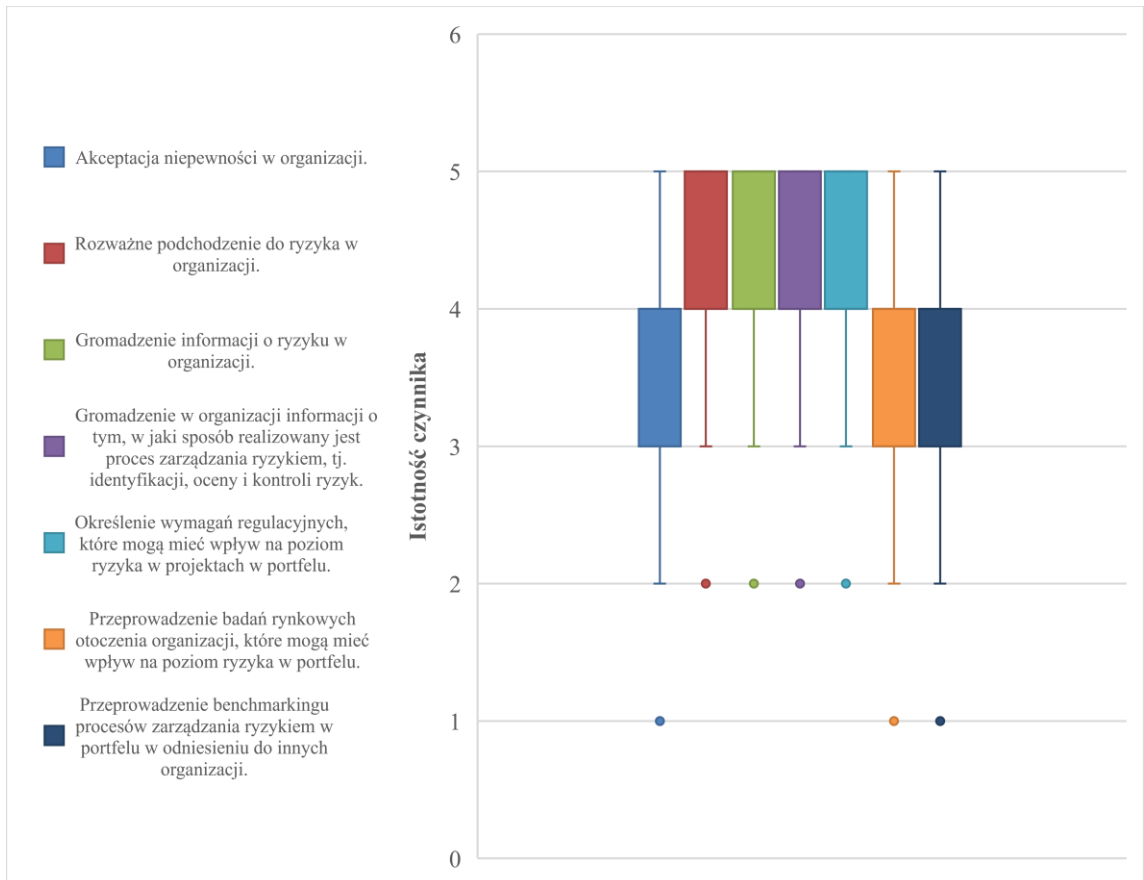 Akceptacja niepewności w organizacji.
Rozważne podchodzenie do ryzyka w
organizacji.
Gromadzenie informacji o ryzyku w
organizacji.
Gromadzenie w organizacji informacji o
tym, w jaki sposób realizowany jest
proces zarządzania ryzykiem, tj.
identyfikacji, oceny i kontroli ryzyk.
Określenie wymagań regulacyjnych,
które mogą mieć wpływ na poziom
ryzyka w projektach w portfelu.
Przeprowadzenie badań rynkowych
otoczenia organizacji, które mogą mieć
wpływ na poziom ryzyka w portfelu.
Przeprowadzenie benchmarkingu
procesów zarządzania ryzykiem w
portfelu w odniesieniu do innych
organizacji.
Istotność czynnika
6
5
4
3
2
1
0